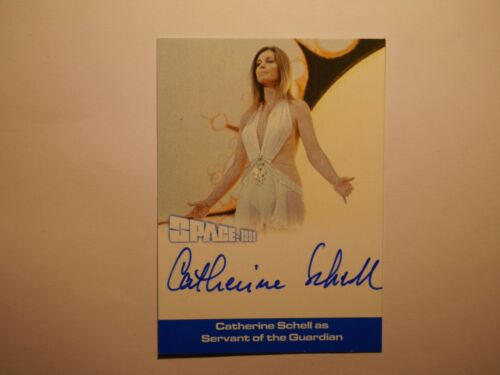 SPACE:1999
Catherine Schell
Catherine Schell as
Servant of the Guardian